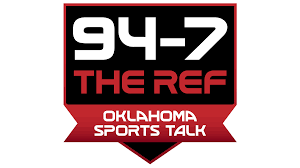 94-7
THE REF
OKLAHOMA
SPORTS TALK